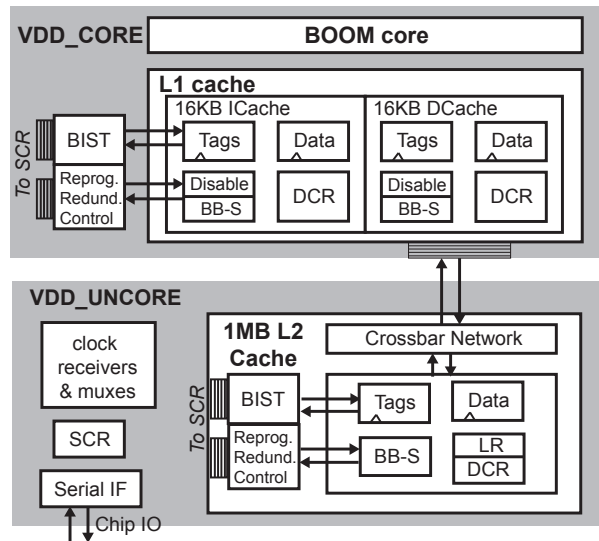 VDD_CORE
BOOM core
L1 cache
16KB ICache
16KB DCache
To SCR
BIST
Tags
Data
Tags
Data
Reprog.
Redund.
Control
Disable
BB-S
DCR
Disable
BB-S
DCR
VDD_UNCORE
clock
receivers
& muxes
SCR
Serial IF
Chip IO
1MB L2
Cache
Crossbar Network
To SCR
BIST
Tags
Data
Reprog.
Redund.
Control
BB-S
LR
DCR